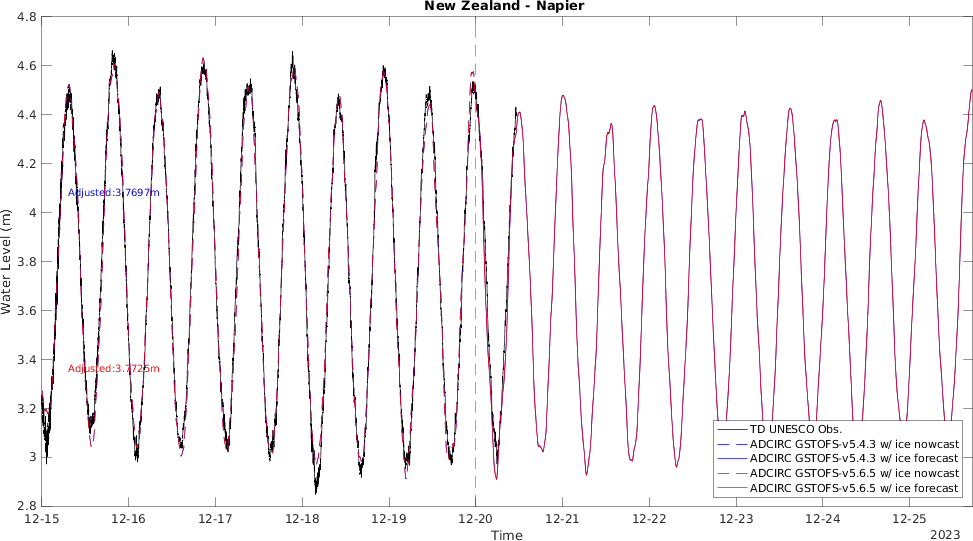 New Zealand - Napier
4.8
4.6
4.4
4.2
4
3.8
3.6
3.4
3.2
3
2.8
Water Level (m)
Adjusted:3.7697m
Adjusted:3.7725m
TD UNESCO Obs.
ADCIRC GSTOFS-v5.4.3 w/ ice nowcast
ADCIRC GSTOFS-v5.4.3 w/ ice forecast
ADCIRC GSTOFS-v5.6.5 w/ ice nowcast
ADCIRC GSTOFS-v5.6.5 w/ ice forecast
12-15 12-16 12-17 12-18 12-19 12-20 12-21 12-22 12-23 12-24 12-25
Time
2023